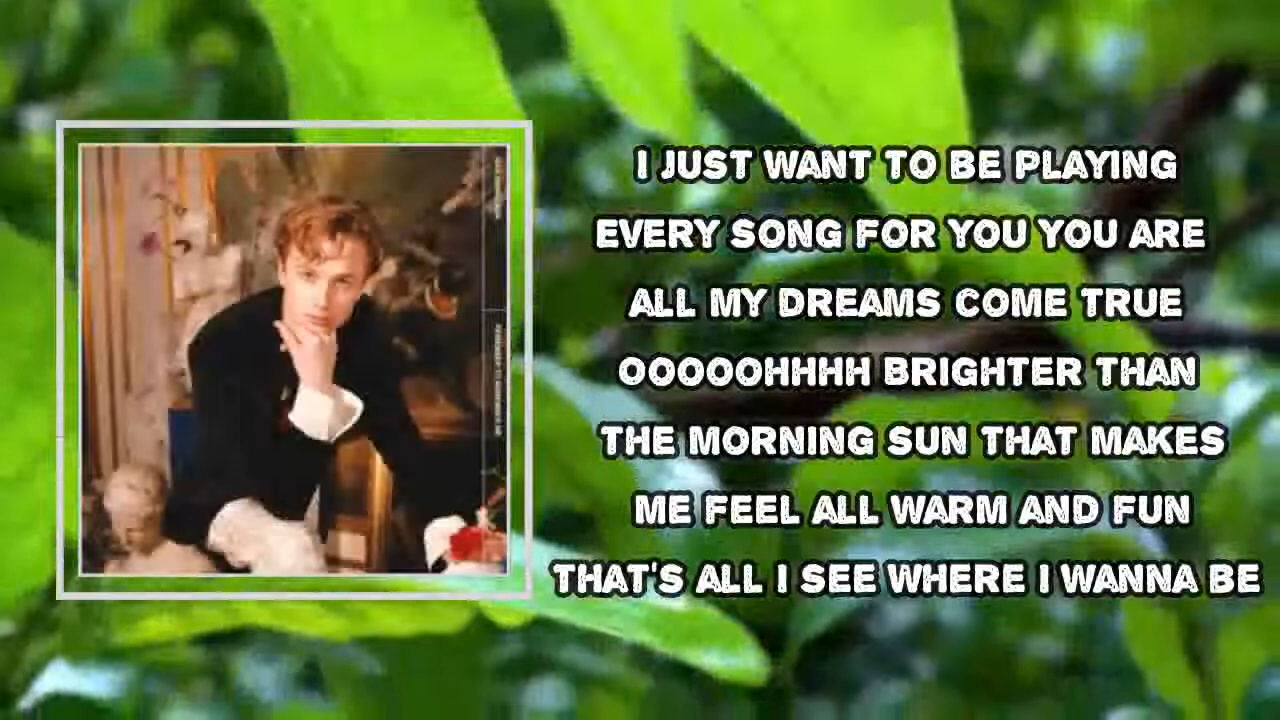 I JUST WANT TO BE PLAYING
EVERY SONG FOR YOU YOU ARE
ALL MY DREAMS COME TRUE
OOOOOHHHH BRIGHTER THAN
THE MORNING SUN THAT MAKES
ME FEEL ALL WARM AND FUN
THAT'S ALL I SEE WHERE I WANNA BE